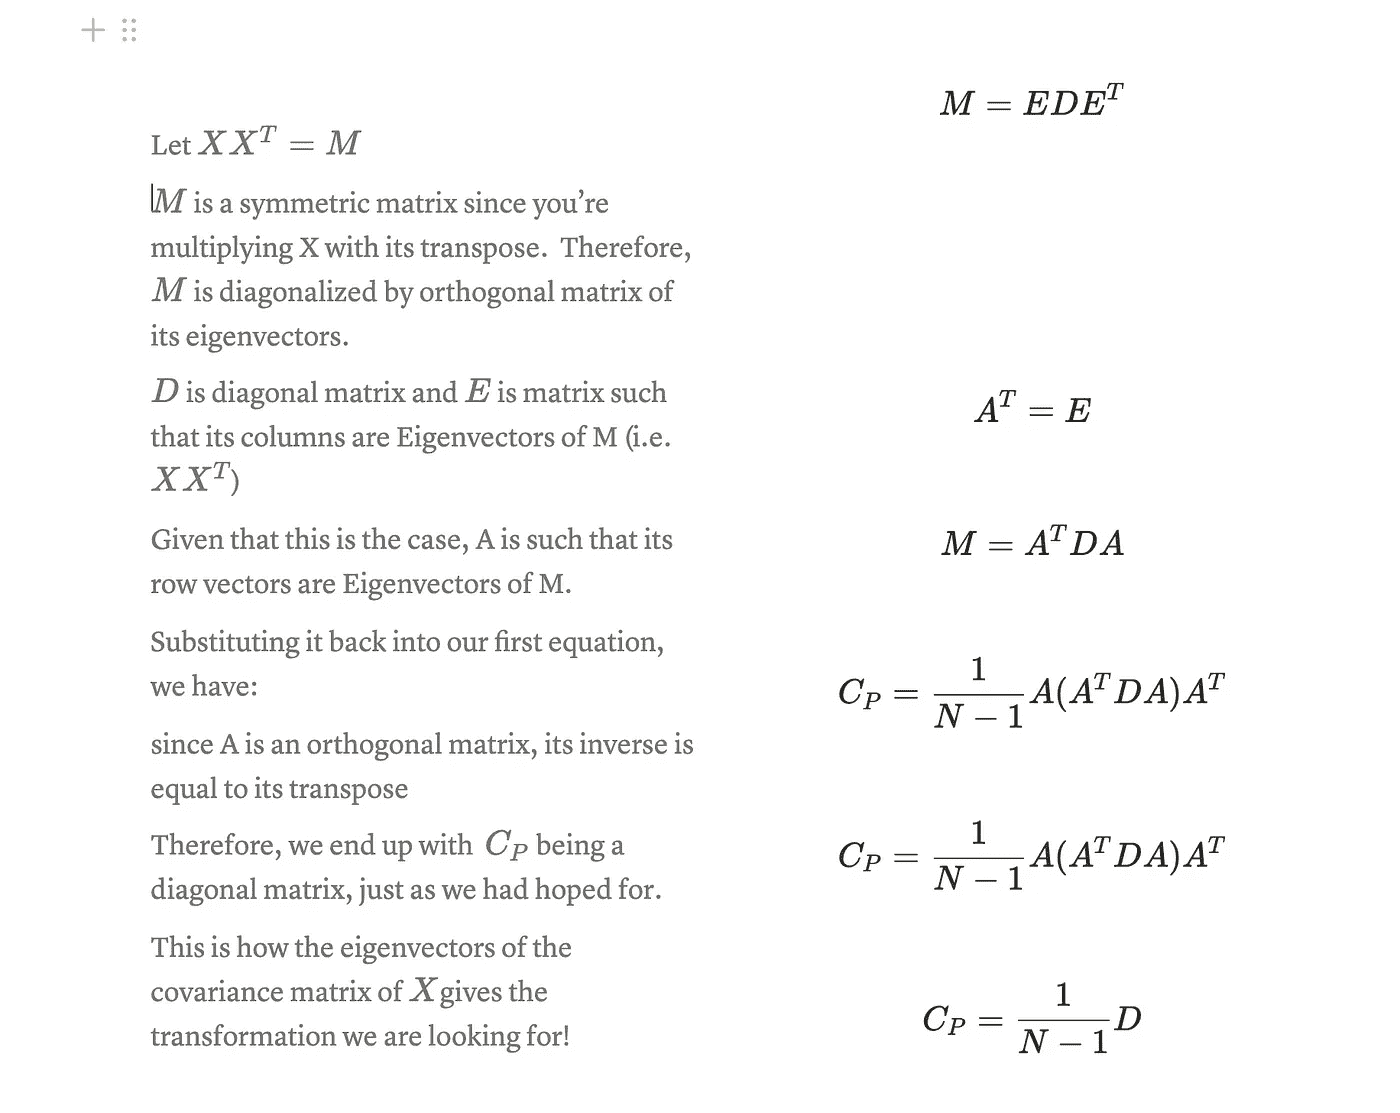 M = EDE^T
Let XX^T = M
M is a symmetric matrix since you're
multiplying X with its transpose. Therefore,
M is diagonalized by orthogonal matrix of
its eigenvectors.
D is diagonal matrix and E is matrix such
that its columns are Eigenvectors of M (i.e.
XX^T)
A^T = E
Given that this is the case, A is such that its
row vectors are Eigenvectors of M.
M = A^T DA
Substituting it back into our first equation,
we have:
C_P = \frac{1}{N - 1} A(A^T DA)A^T
since A is an orthogonal matrix, its inverse is
equal to its transpose
Therefore, we end up with C_P being a
diagonal matrix, just as we had hoped for.
C_P = \frac{1}{N - 1} A(A^T DA)A^T
This is how the eigenvectors of the
covariance matrix of X gives the
transformation we are looking for!
C_P = \frac{1}{N - 1} D